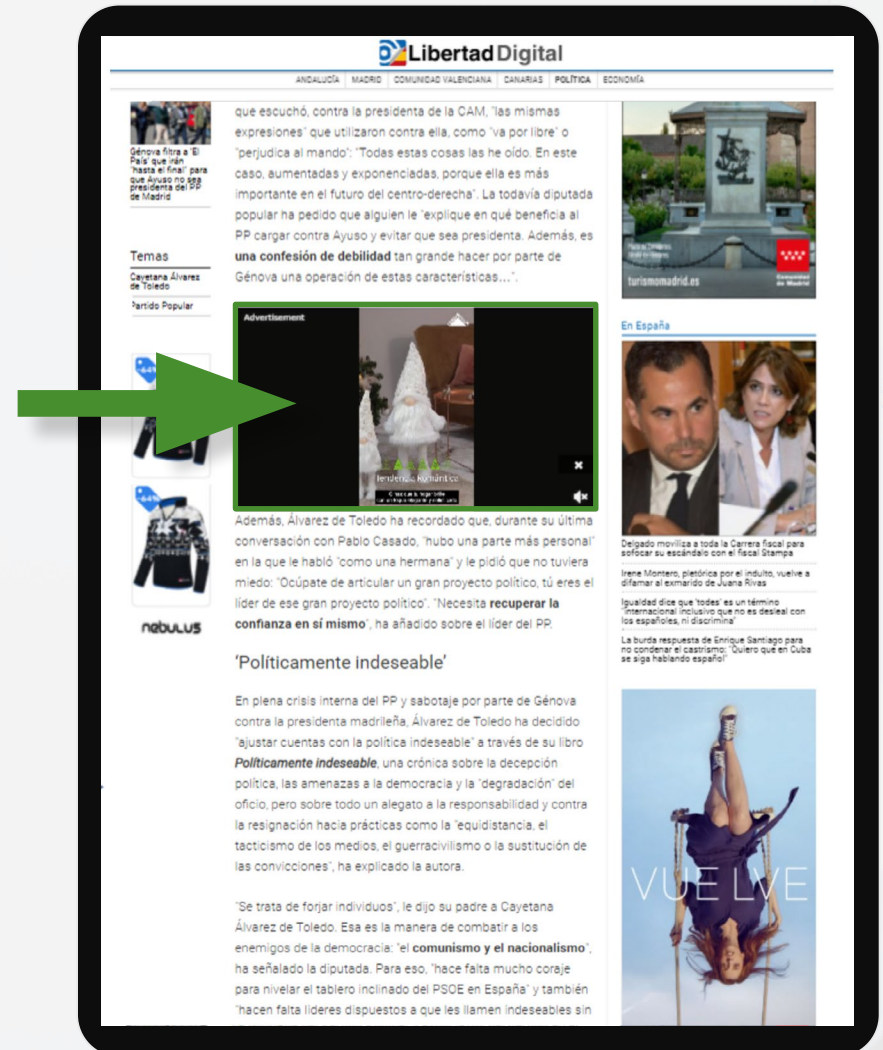 LibertadDigital
ANDALUCÍA MADRID COMUNIDAD VALENCIANA CANARIAS POLÍTICA ECONOMÍA
Génova filtra a 'El
País' que irán
"hasta el final" para
que Ayuso no sea
presidenta del PP
de Madrid
Temas
Cayetana Álvarez
de Toledo
Partido Popular
-64%
-64%
nebulus
que escuchó, contra la presidenta de la CAM, "las mismas
expresiones" que utilizaron contra ella, como "va por libre" o
"perjudica al mando": "Todas estas cosas las he oído. En este
caso, aumentadas y exponenciadas, porque ella es más
importante en el futuro del centro-derecha". La todavía diputada
popular ha pedido que alguien le "explique en qué beneficia al
PP cargar contra Ayuso y evitar que sea presidenta. Además, es
una confesión de debilidad tan grande hacer por parte de
Génova una operación de estas características...".
Advertisement
Tendencia Romántica
Además, Álvarez de Toledo ha recordado que, durante su última
conversación con Pablo Casado, "hubo una parte más personal"
en la que le habló "como una hermana" y le pidió que no tuviera
miedo: "Ocúpate de articular un gran proyecto político, tú eres el
líder de ese gran proyecto político". "Necesita recuperar la
confianza en sí mismo", ha añadido sobre el líder del PP.
'Políticamente indeseable'
En plena crisis interna del PP y sabotaje por parte de Génova
contra la presidenta madrileña, Álvarez de Toledo ha decidido
"ajustar cuentas con la política indeseable" a través de su libro
Políticamente indeseable, una crónica sobre la decepción
política, las amenazas a la democracia y la "degradación" del
oficio, pero sobre todo un alegato a la responsabilidad y contra
la resignación hacia prácticas como la "equidistancia, el
tacticismo de los medios, el guerracivilismo o la sustitución de
las convicciones", ha explicado la autora.
"Se trata de forjar individuos", le dijo su padre a Cayetana
Álvarez de Toledo. Esa es la manera de combatir a los
enemigos de la democracia: "el comunismo y el nacionalismo",
ha señalado la diputada. Para eso, "hace falta mucho coraje
para nivelar el tablero inclinado del PSOE en España" y también
"hacen falta líderes dispuestos a que les llamen indeseables sin
turismomadrid.es
Comunidad
de Madrid
En España
Delgado moviliza a toda la Carrera fiscal para
sofocar su escándalo con el fiscal Stampa
Irene Montero, pletórica por el indulto, vuelve a
difamar al exmarido de Juana Rivas
Igualdad dice que 'todes' es un término
"internacional inclusivo que no es desleal con
los españoles, ni discrimina"
La burda respuesta de Enrique Santiago para
no condenar el castrismo: "Quiero que en Cuba
se siga hablando español"
VUELVE